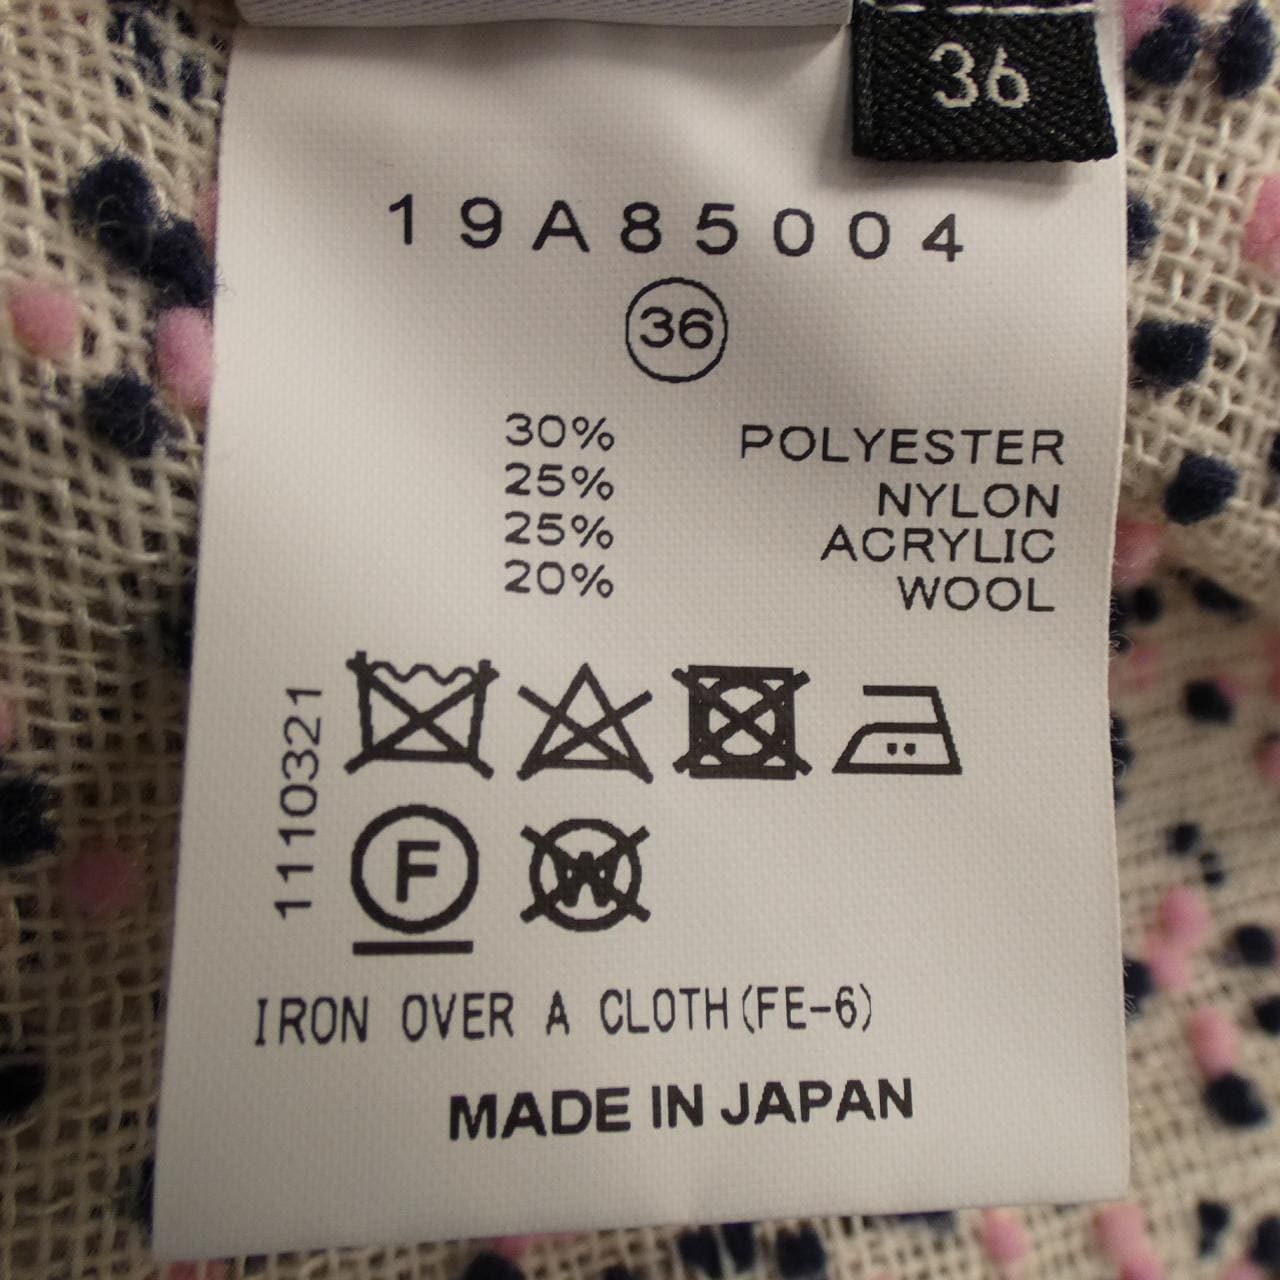 36
19A85004
36
30% POLYESTER
25% NYLON
25% ACRYLIC
20% WOOL
1110321
F
W
IRON OVER A CLOTH(FE-6)
MADE IN JAPAN